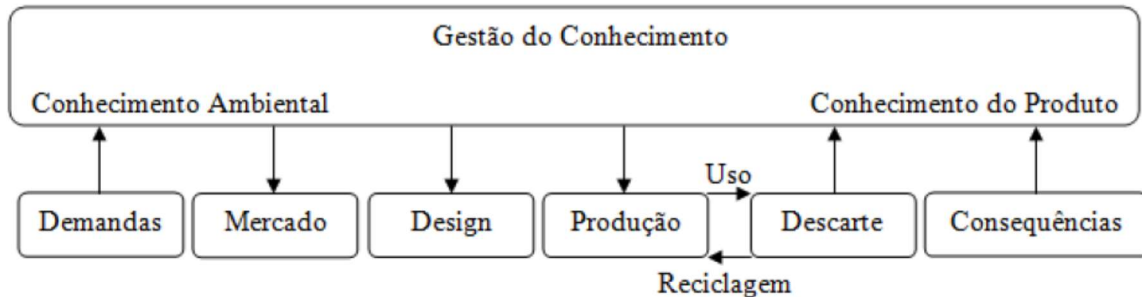 Gestão do Conhecimento
Conhecimento Ambiental
Conhecimento do Produto
Uso
Demandas
Mercado
Design
Produção
Descarte
Consequências
Reciclagem